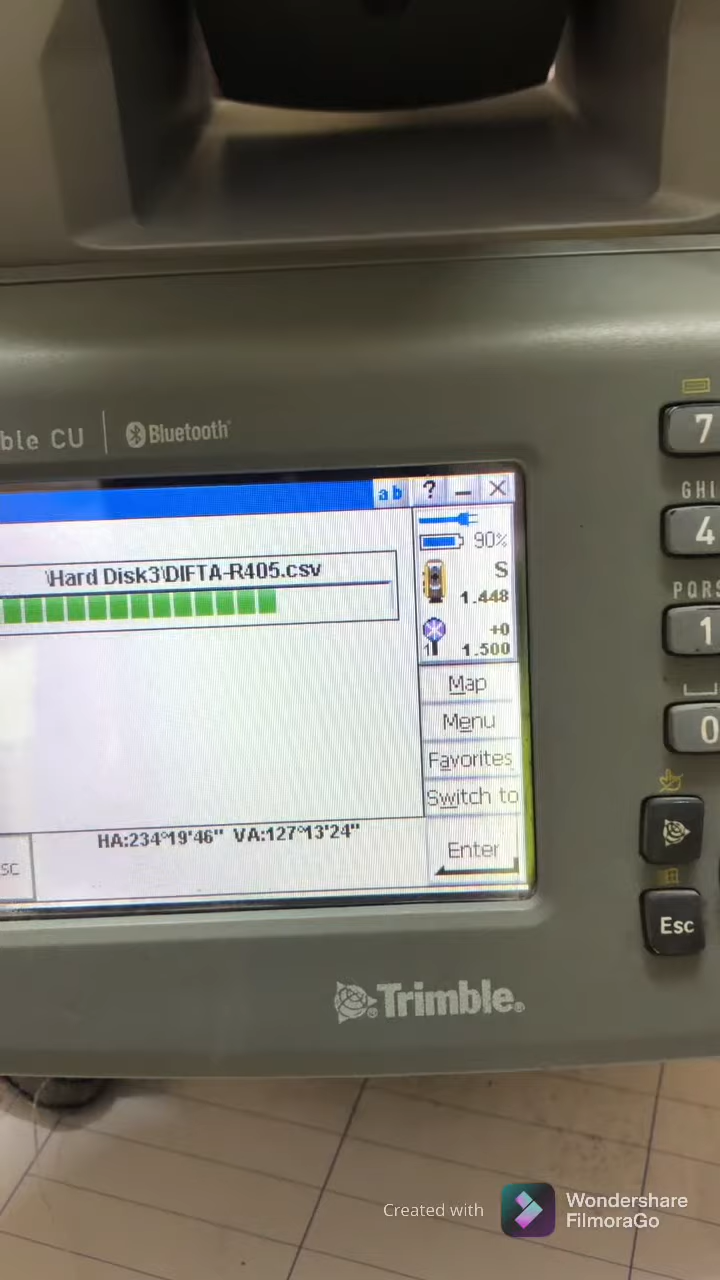 ble CU
Bluetooth
ab ? 
\Hard Disk3\DIFTA-R405.csv
90%
S
1.448
+0
1
1.500
Map
Menu
Favorites
Switch to
Enter
HA:234°19'46" VA:127°13'24"
sc
7
GHI
4
PQRS
1
0
Esc
Trimble
Created with
Wondershare
FilmoraGo